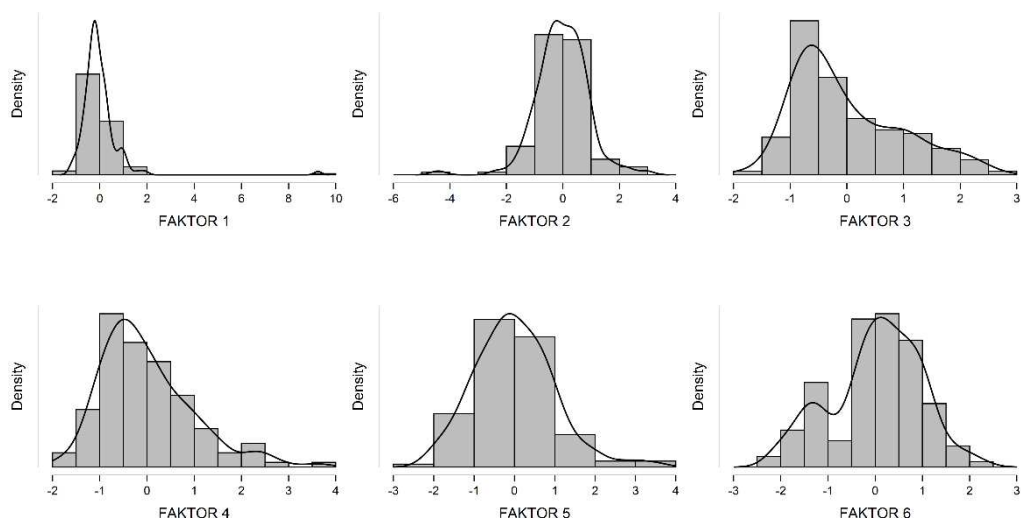 Density
-2 0 2 4 6 8 10
FAKTOR 1
Density
-6 -4 -2 0 2 4
FAKTOR 2
Density
-2 -1 0 1 2 3
FAKTOR 3
Density
-2 -1 0 1 2 3 4
FAKTOR 4
Density
-3 -2 -1 0 1 2 3 4
FAKTOR 5
Density
-3 -2 -1 0 1 2 3
FAKTOR 6